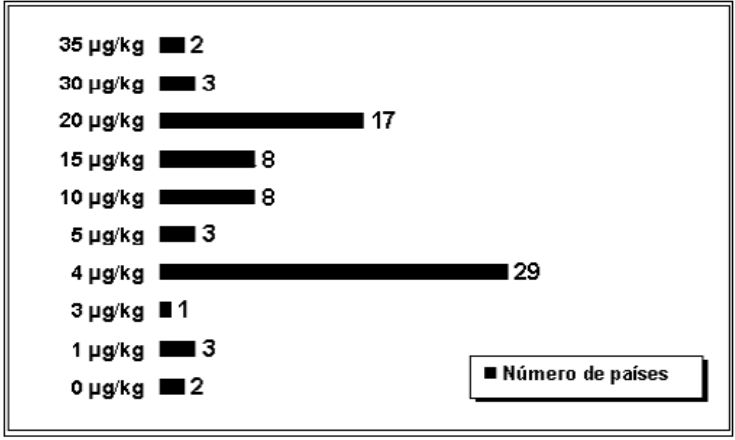 35 µg/kg 2
30 µg/kg 3
20 µg/kg 17
15 µg/kg 8
10 µg/kg 8
5 µg/kg 3
4 µg/kg 29
3 µg/kg 1
1 µg/kg 3
0 µg/kg 2
Número de países